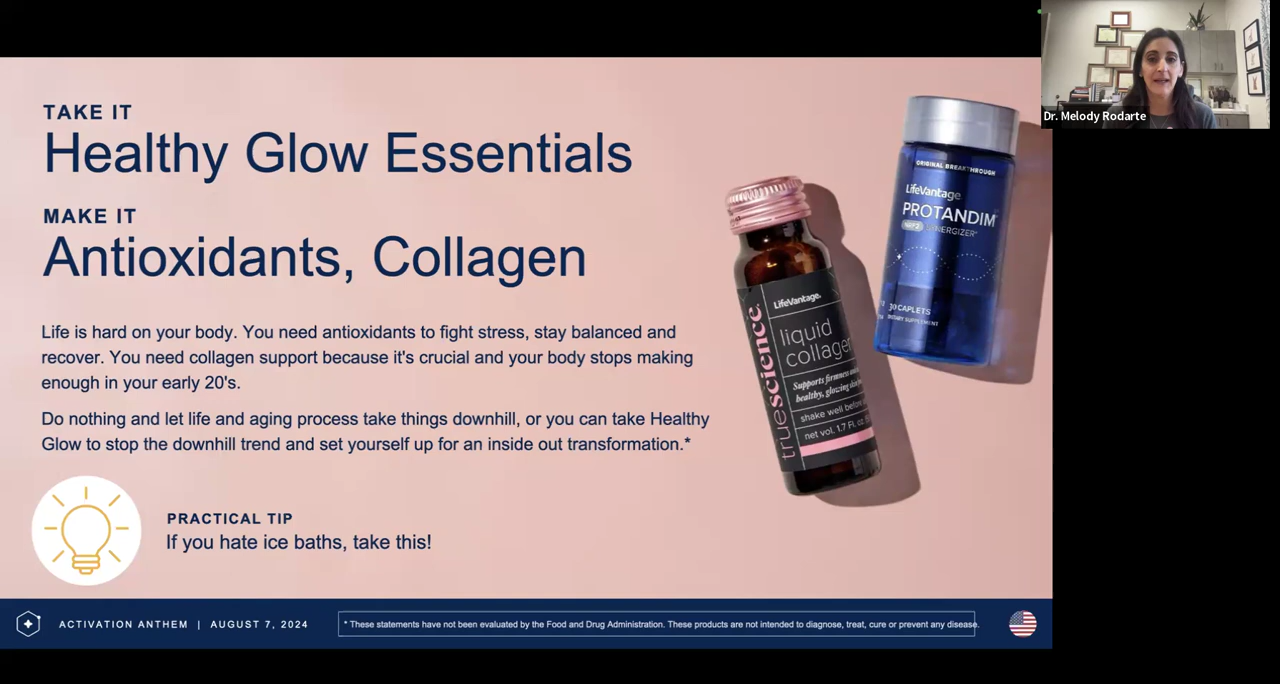 Dr. Melody Rodarte
TAKE IT
Healthy Glow Essentials
MAKE IT
Antioxidants, Collagen
Life is hard on your body. You need antioxidants to fight stress, stay balanced and
recover. You need collagen support because it's crucial and your body stops making
enough in your early 20's.
Do nothing and let life and aging process take things downhill, or you can take Healthy
Glow to stop the downhill trend and set yourself up for an inside out transformation.*
PRACTICAL TIP
If you hate ice baths, take this!
ORIGINAL BREAKTHROUGH
LifeVantage
PROTANDIM
NRF2 SYNERGIZER
30 CAPLETS
DIETARY SUPPLEMENT
LifeVantage.
truescience.
liquid
collagen
Supports firmness
healthy, glowing
shake well before
net vol. 1.7 Fl. oz
ACTIVATION ANTHEM | AUGUST 7, 2024
* These statements have not been evaluated by the Food and Drug Administration. These products are not intended to diagnose, treat, cure or prevent any disease.